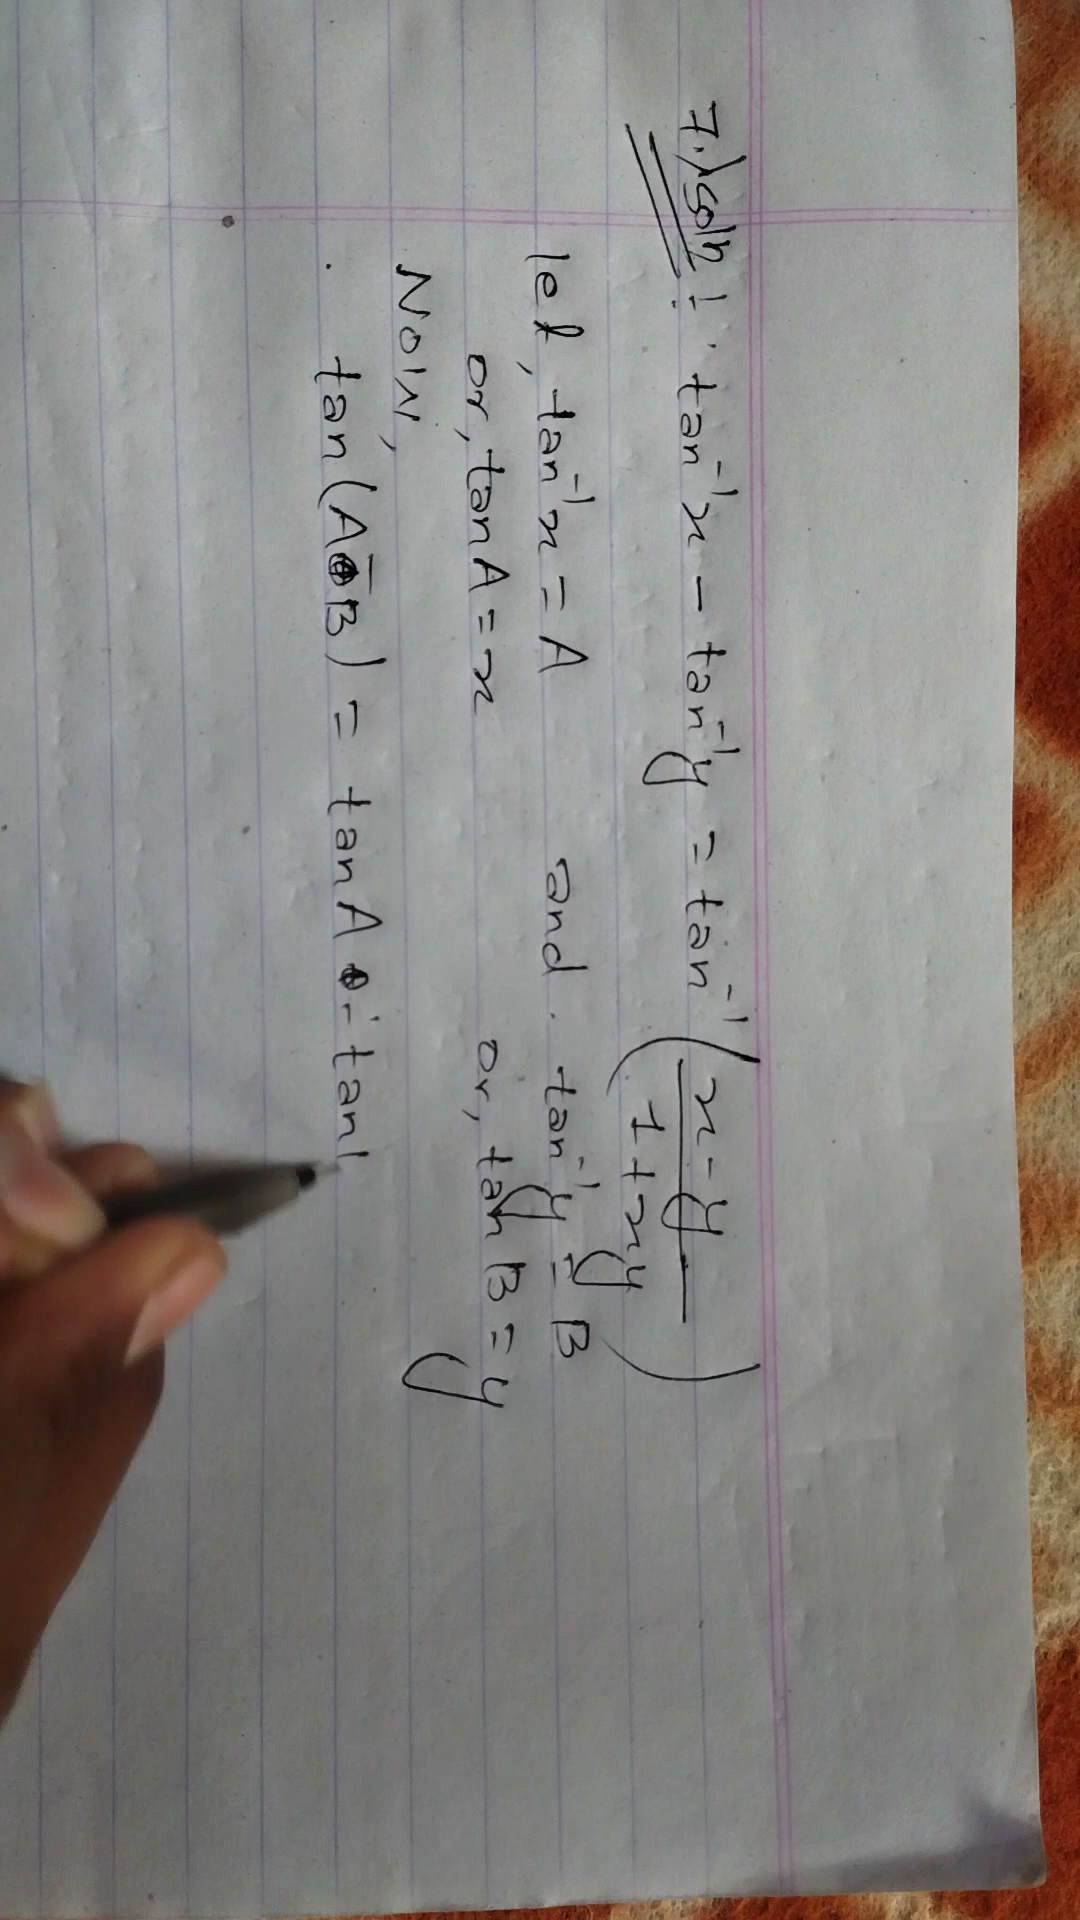 7.) Soln: tan⁻¹x - tan⁻¹y = tan⁻¹(x-y / 1+xy)
let, tan⁻¹x = A and tan⁻¹y = B
or, tan A = x or, tan B = y
Now,
tan(A-B) = tan A - tan